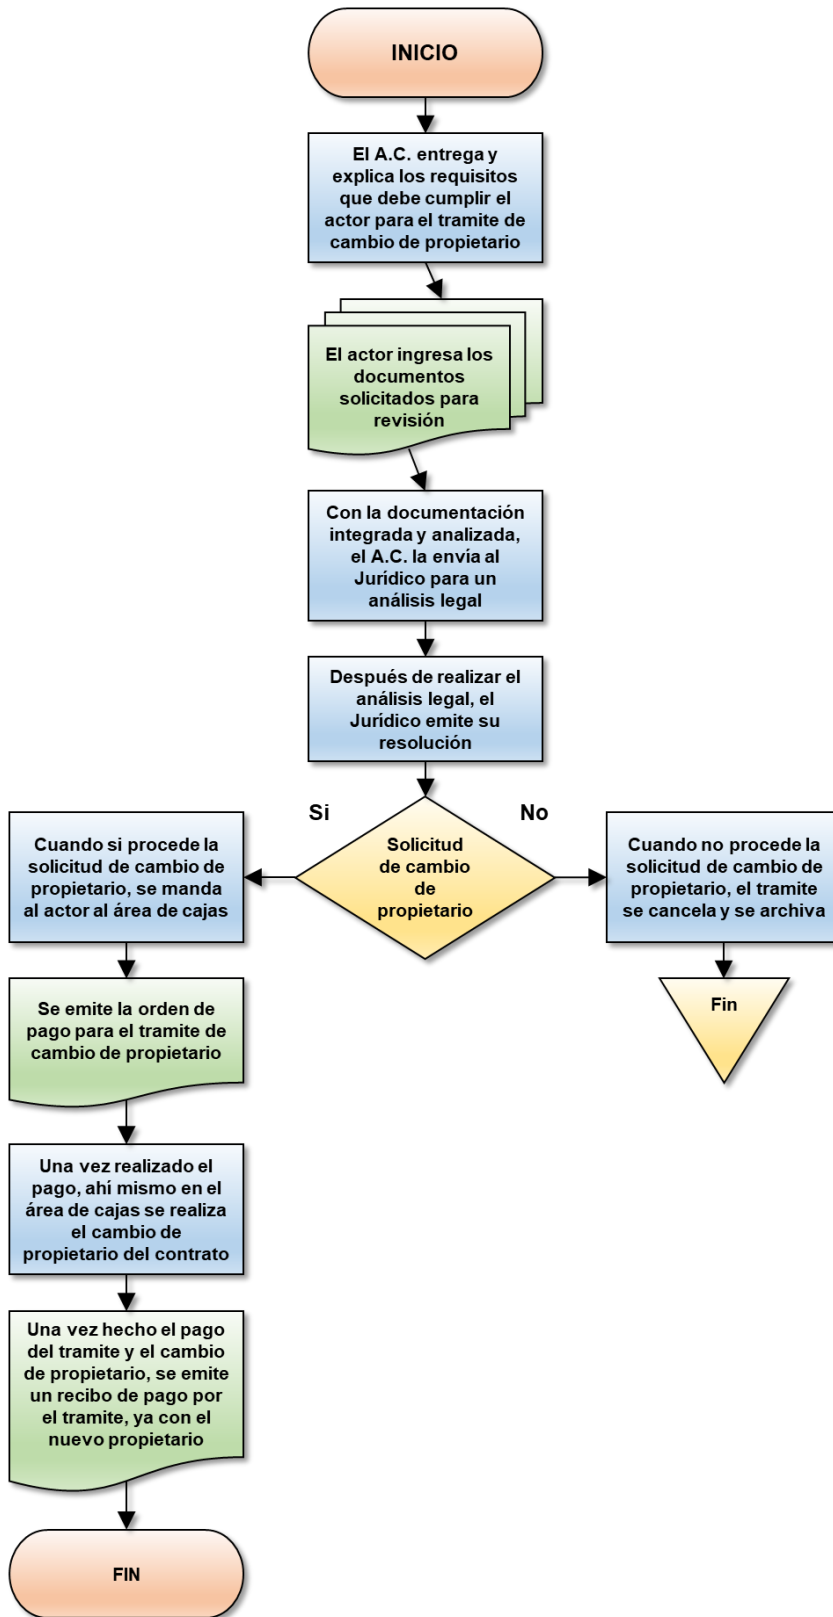 INICIO
El A.C. entrega y
explica los requisitos
que debe cumplir el
actor para el tramite de
cambio de propietario
El actor ingresa los
documentos
solicitados para
revisión
Con la documentación
integrada y analizada,
el A.C. la envía al
Jurídico para un
análisis legal
Después de realizar el
análisis legal, el
Jurídico emite su
resolución
Si
No
Solicitud
de cambio
de
propietario
Cuando si procede la
solicitud de cambio de
propietario, se manda
al actor al área de cajas
Cuando no procede la
solicitud de cambio de
propietario, el tramite
se cancela y se archiva
Se emite la orden de
pago para el tramite de
cambio de propietario
Fin
Una vez realizado el
pago, ahí mismo en el
área de cajas se realiza
el cambio de
propietario del contrato
Una vez hecho el pago
del tramite y el cambio
de propietario, se emite
un recibo de pago por
el tramite, ya con el
nuevo propietario
FIN